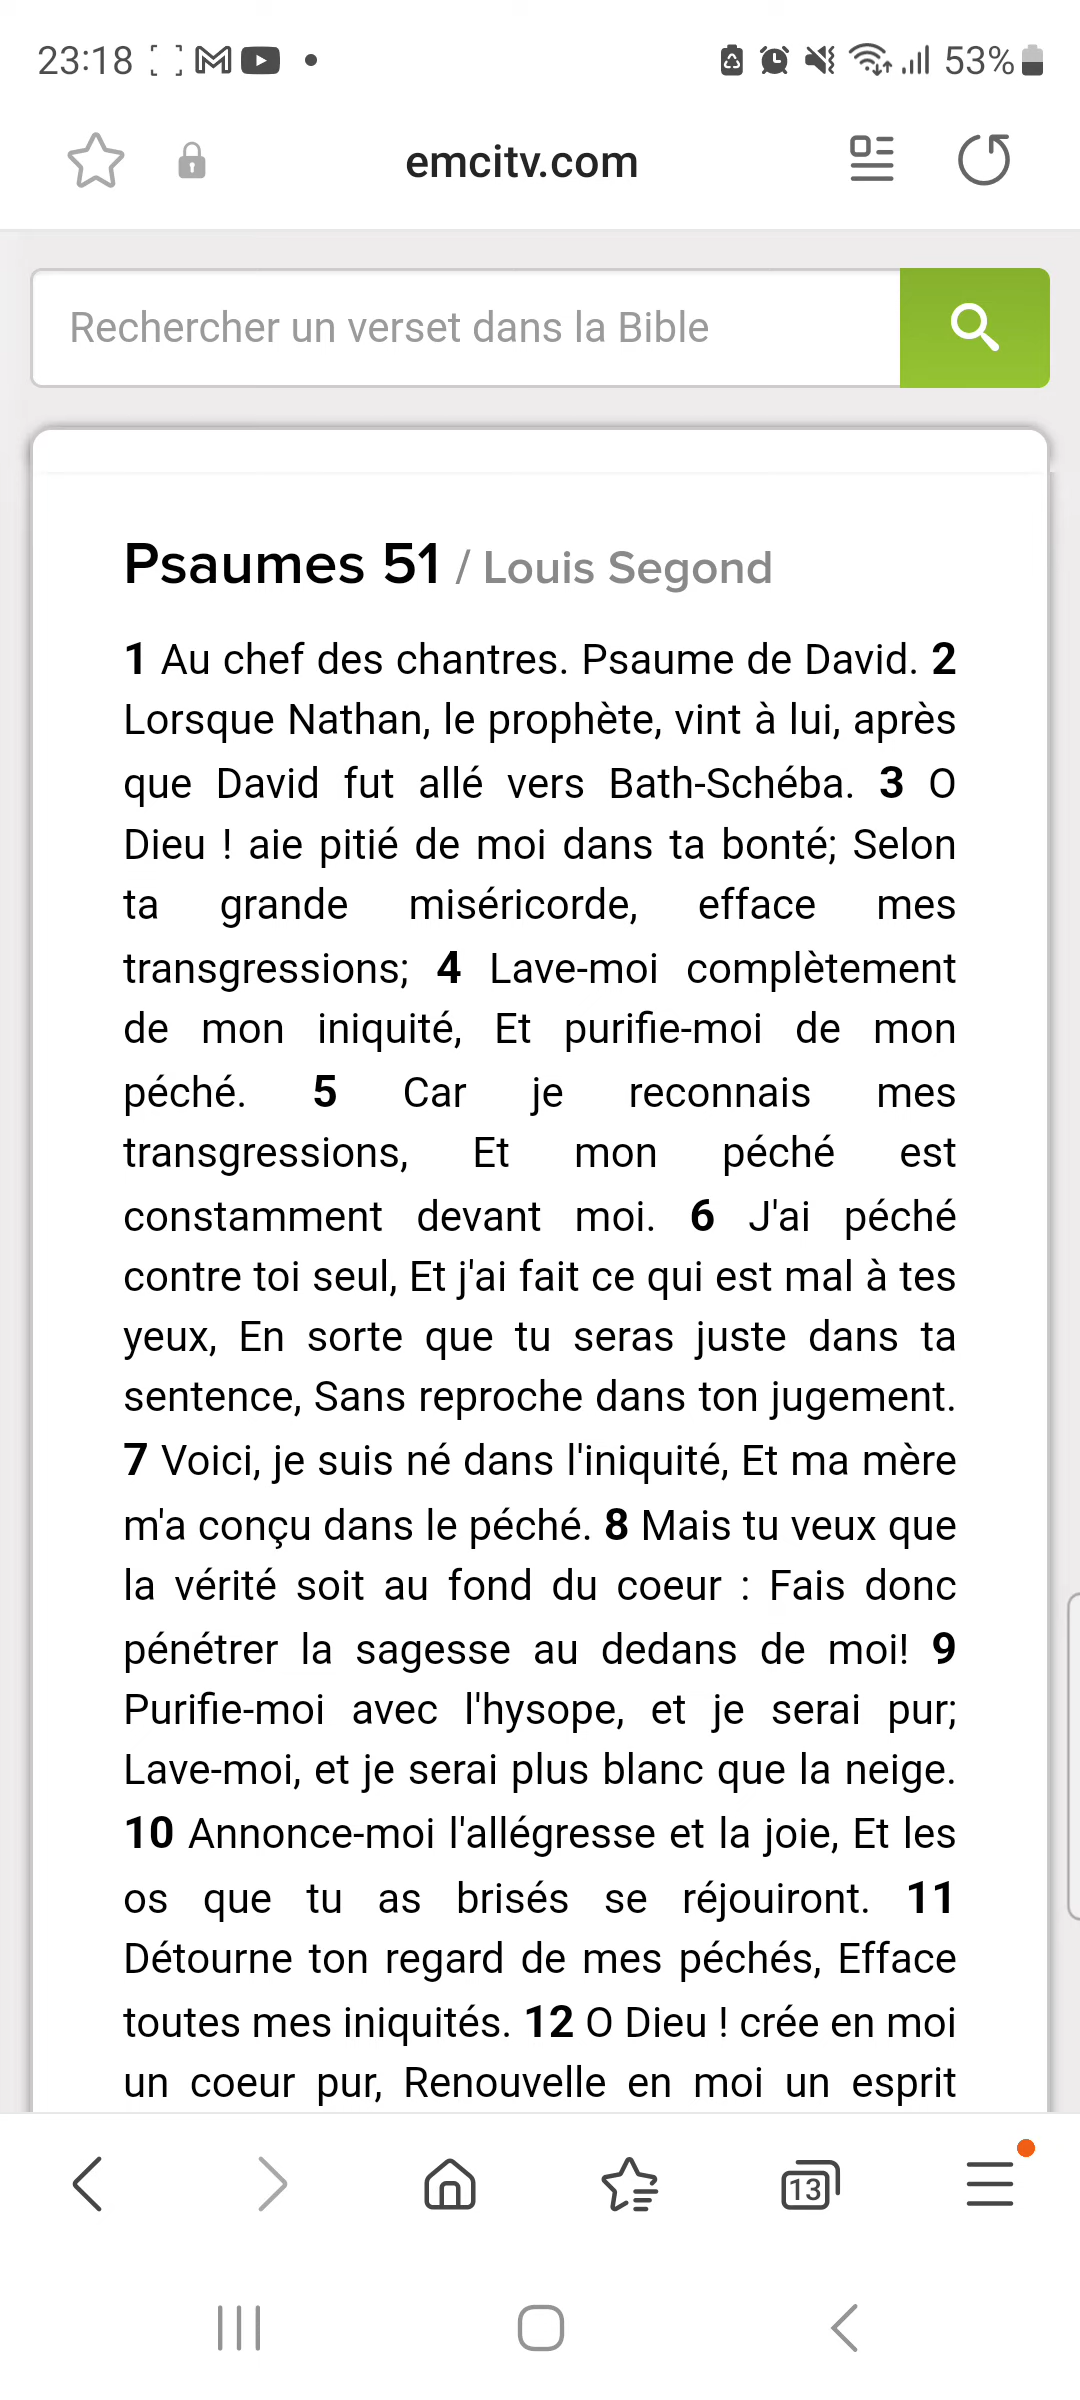 23:18 53%
emcitv.com
Rechercher un verset dans la Bible
Psaumes 51 / Louis Segond
1 Au chef des chantres. Psaume de David. 2
Lorsque Nathan, le prophète, vint à lui, après
que David fut allé vers Bath-Schéba. 3 O
Dieu ! aie pitié de moi dans ta bonté; Selon
ta grande miséricorde, efface mes
transgressions; 4 Lave-moi complètement
de mon iniquité, Et purifie-moi de mon
péché. 5 Car je reconnais mes
transgressions, Et mon péché est
constamment devant moi. 6 J'ai péché
contre toi seul, Et j'ai fait ce qui est mal à tes
yeux, En sorte que tu seras juste dans ta
sentence, Sans reproche dans ton jugement.
7 Voici, je suis né dans l'iniquité, Et ma mère
m'a conçu dans le péché. 8 Mais tu veux que
la vérité soit au fond du coeur : Fais donc
pénétrer la sagesse au dedans de moi! 9
Purifie-moi avec l'hysope, et je serai pur;
Lave-moi, et je serai plus blanc que la neige.
10 Annonce-moi l'allégresse et la joie, Et les
os que tu as brisés se réjouiront. 11
Détourne ton regard de mes péchés, Efface
toutes mes iniquités. 12 O Dieu ! crée en moi
un coeur pur, Renouvelle en moi un esprit
13